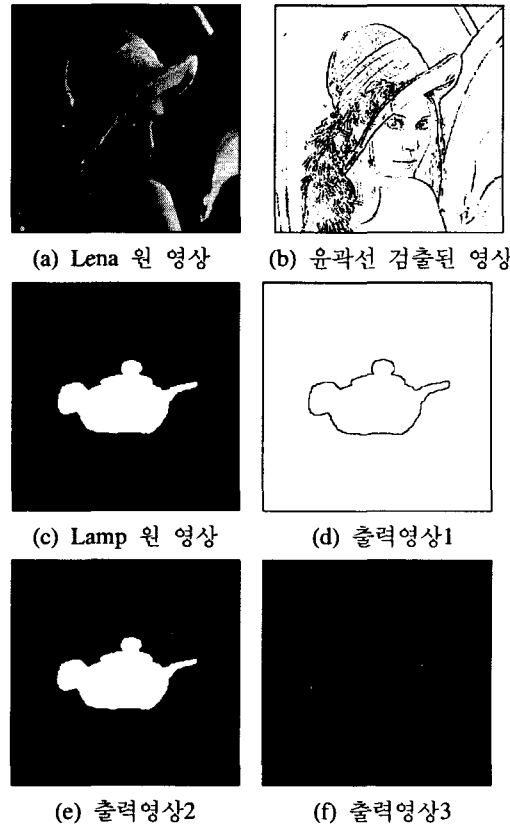 (a) Lena 원 영상
(b) 윤곽선 검출된 영상
(c) Lamp 원 영상
(d) 출력영상1
(e) 출력영상2
(f) 출력영상3